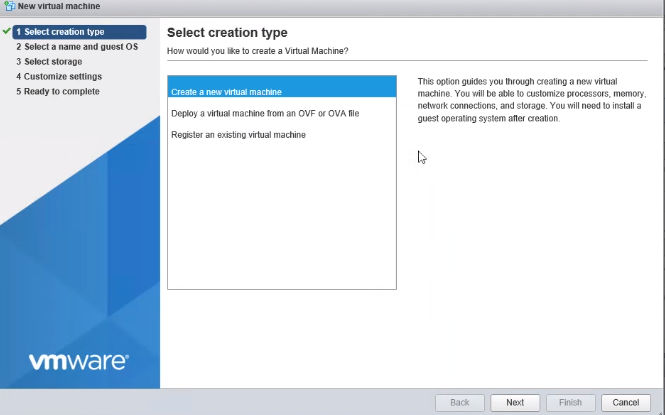 New virtual machine
1 Select creation type
2 Select a name and guest OS
3 Select storage
4 Customize settings
5 Ready to complete
Select creation type
How would you like to create a Virtual Machine?
Create a new virtual machine
Deploy a virtual machine from an OVF or OVA file
Register an existing virtual machine
This option guides you through creating a new virtual
machine. You will be able to customize processors, memory,
network connections, and storage. You will need to install a
guest operating system after creation.
vmware®
Back
Next
Finish
Cancel